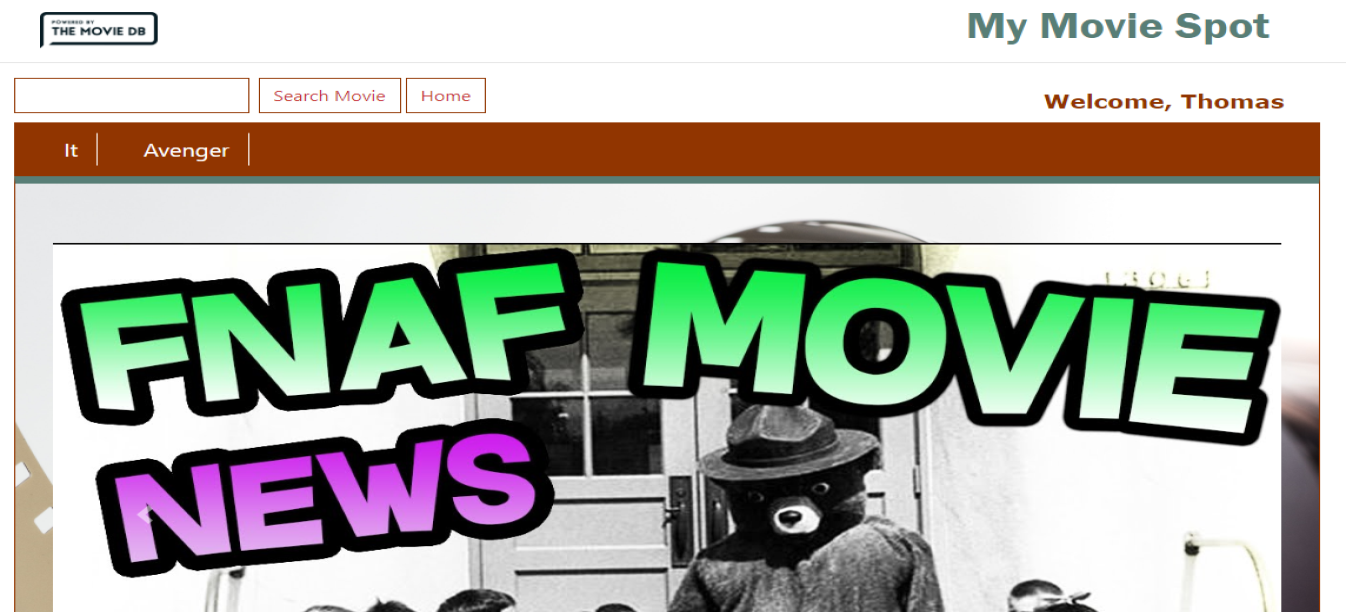 POWERED BY
THE MOVIE DB
My Movie Spot
Search Movie
Home
Welcome, Thomas
It
Avenger
FNAF MOVIE
NEWS